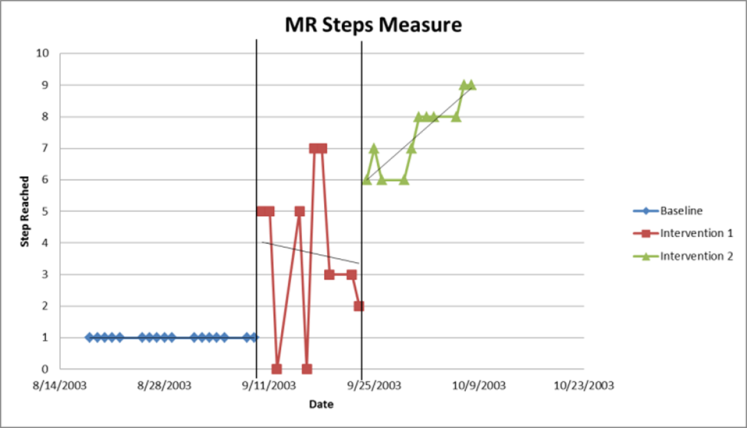 MR Steps Measure
10
9
8
7
6
5
4
3
2
1
0
Step Reached
8/14/2003 8/28/2003 9/11/2003 9/25/2003 10/9/2003 10/23/2003
Date
Baseline
Intervention 1
Intervention 2